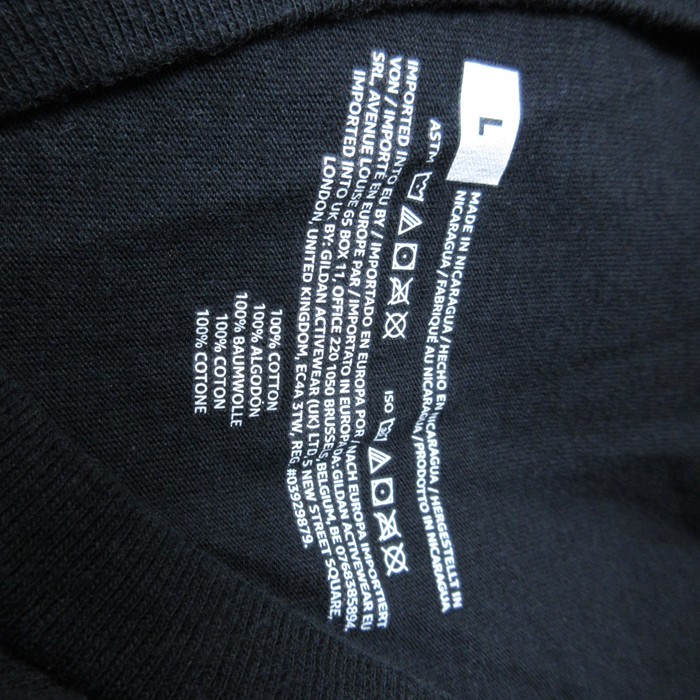 L
MADE IN NICARAGUA / HECHO EN NICARAGUA / HERGESTELLT IN
NICARAGUA / FABRIQUÉ AU NICARAGUA / PRODOTTO IN NICARAGUA
ASTM
ISO
IMPORTED INTO EU BY / IMPORTADO EN EUROPA POR / NACH EUROPA IMPORTIERT
VON / IMPORTÉ EN EUROPE PAR / IMPORTATO IN EUROPA DA: GILDAN ACTIVEWEAR EU
SRL, AVENUE LOUISE 65 BOX 11, OFFICE 220 1050 BRUSSELS, BELGIUM, BE 0768385894.
IMPORTED INTO UK BY: GILDAN ACTIVEWEAR (UK) LTD, 5 NEW STREET SQUARE,
LONDON, UNITED KINGDOM, EC4A 3TW, REG #03929879.
100% COTTON
100% ALGODÓN
100% BAUMWOLLE
100% COTON
100% COTONE